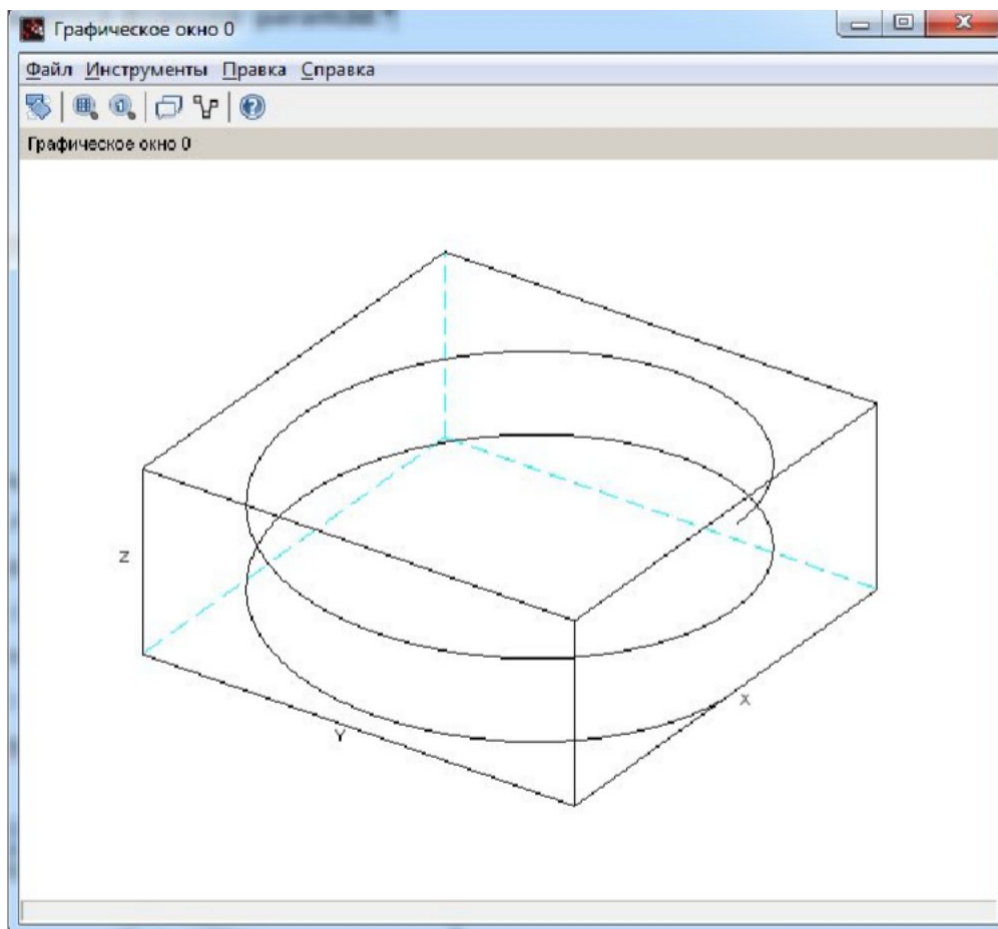 Графическое окно 0
Файл Инструменты Правка Справка
Графическое окно 0
Z
Y
X